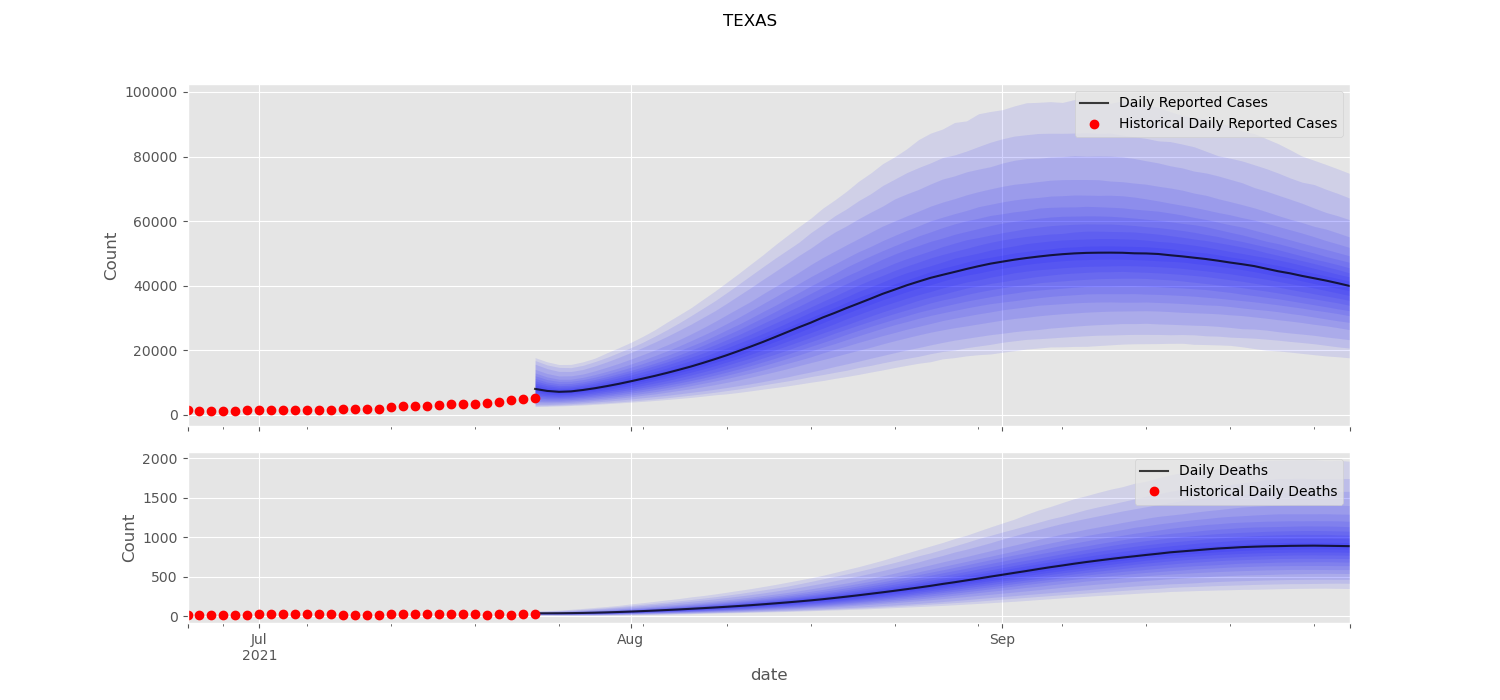 TEXAS
100000
80000
60000
40000
20000
0
Count
Daily Reported Cases
Historical Daily Reported Cases
2000
1500
1000
500
0
Count
Daily Deaths
Historical Daily Deaths
Jul
2021
Aug
Sep
date